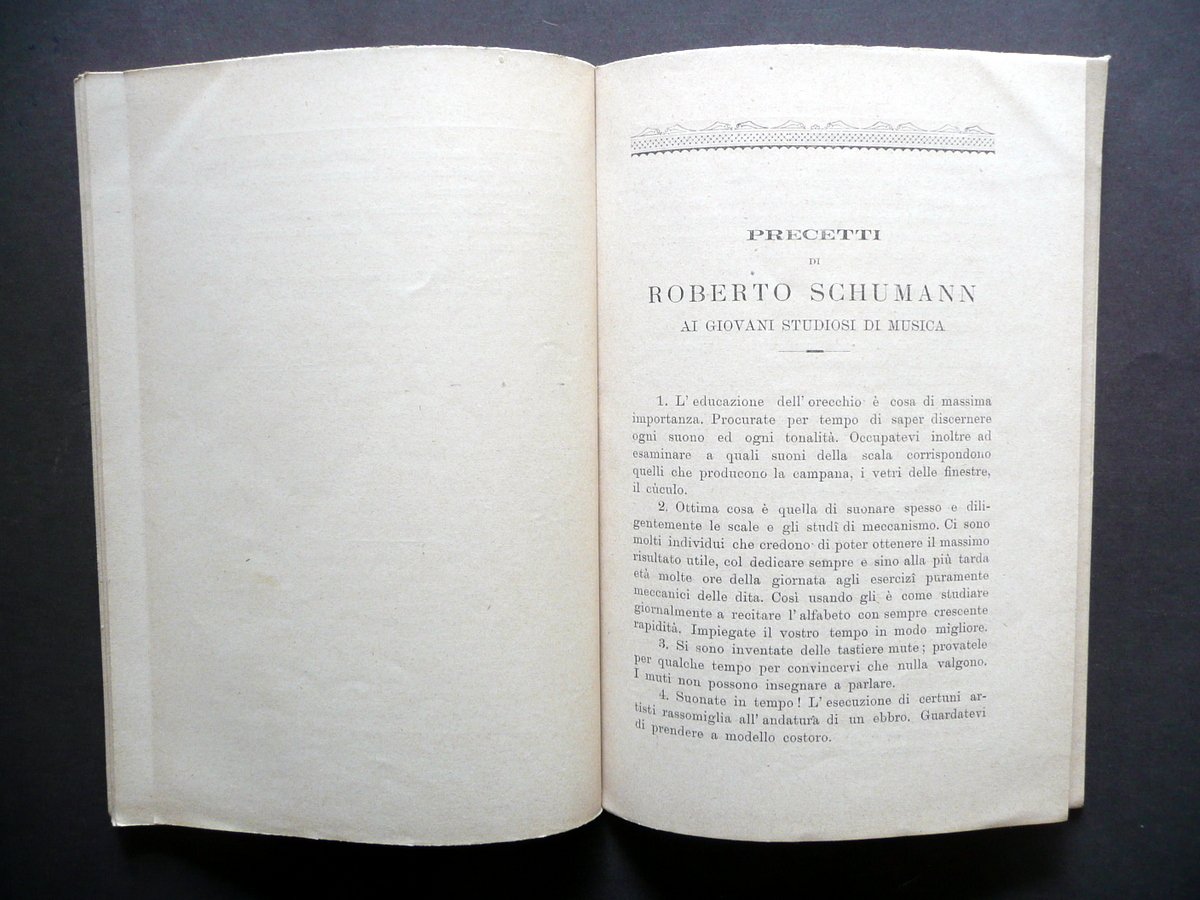 PRECETTI
DI
ROBERTO SCHUMANN
AI GIOVANI STUDIOSI DI MUSICA
1. L' educazione dell' orecchio è cosa di massima
importanza. Procurate per tempo di saper discernere
ogni suono ed ogni tonalità. Occupatevi inoltre ad
esaminare a quali suoni della scala corrispondono
quelli che producono la campana, i vetri delle finestre,
il cùculo.
2. Ottima cosa è quella di suonare spesso e dili-
gentemente le scale e gli studî di meccanismo. Ci sono
molti individui che credono di poter ottenere il massimo
risultato utile, col dedicare sempre e sino alla più tarda
età molte ore della giornata agli esercizî puramente
meccanici delle dita. Così usando gli è come studiare
giornalmente a recitare l' alfabeto con sempre crescente
rapidità. Impiegate il vostro tempo in modo migliore.
3. Si sono inventate delle tastiere mute; provatele
per qualche tempo per convincervi che nulla valgono.
I muti non possono insegnare a parlare.
4. Suonate in tempo! L' esecuzione di certuni ar-
tisti rassomiglia all' andatura di un ebbro. Guardatevi
di prendere a modello costoro.